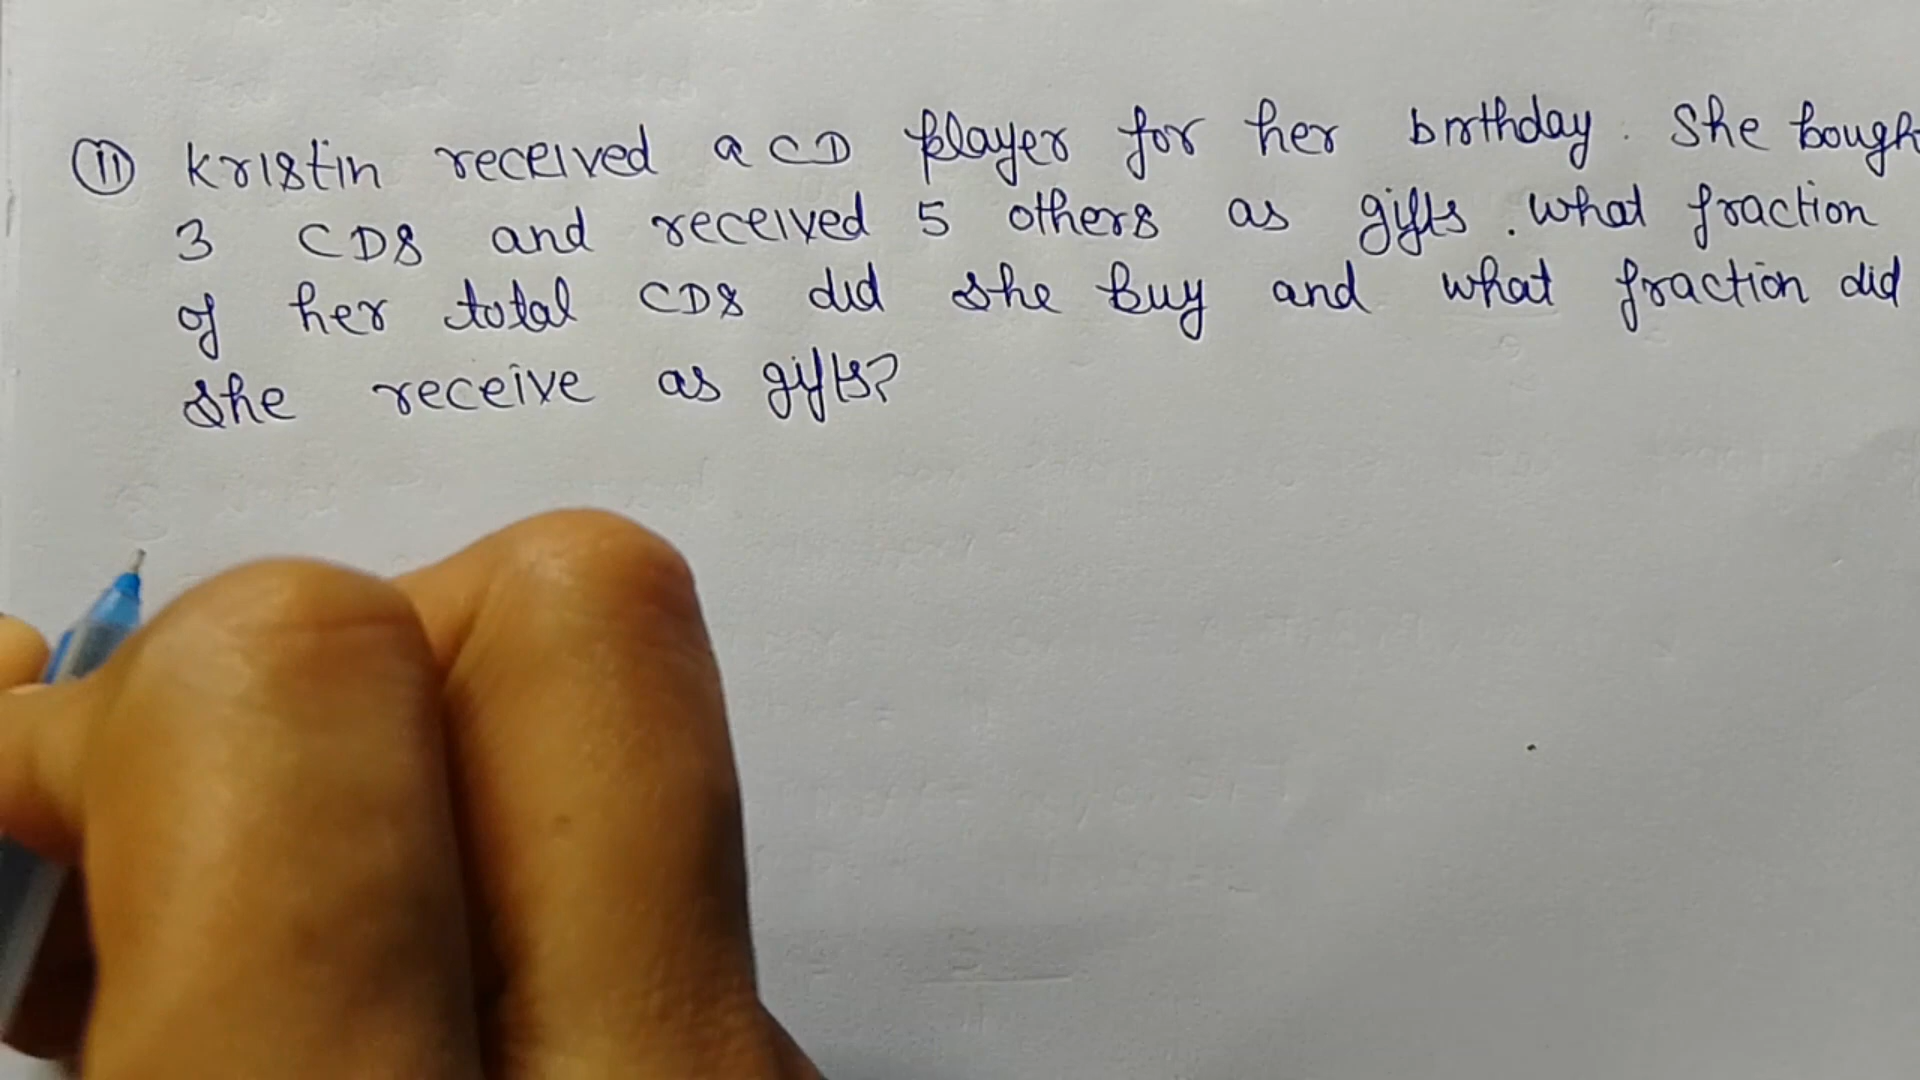 11 Kristin received a CD player for her birthday. She bough
3 CDs and received 5 others as gifts. what fraction
of her total CDs did she buy and what fraction did
she receive as gifts?